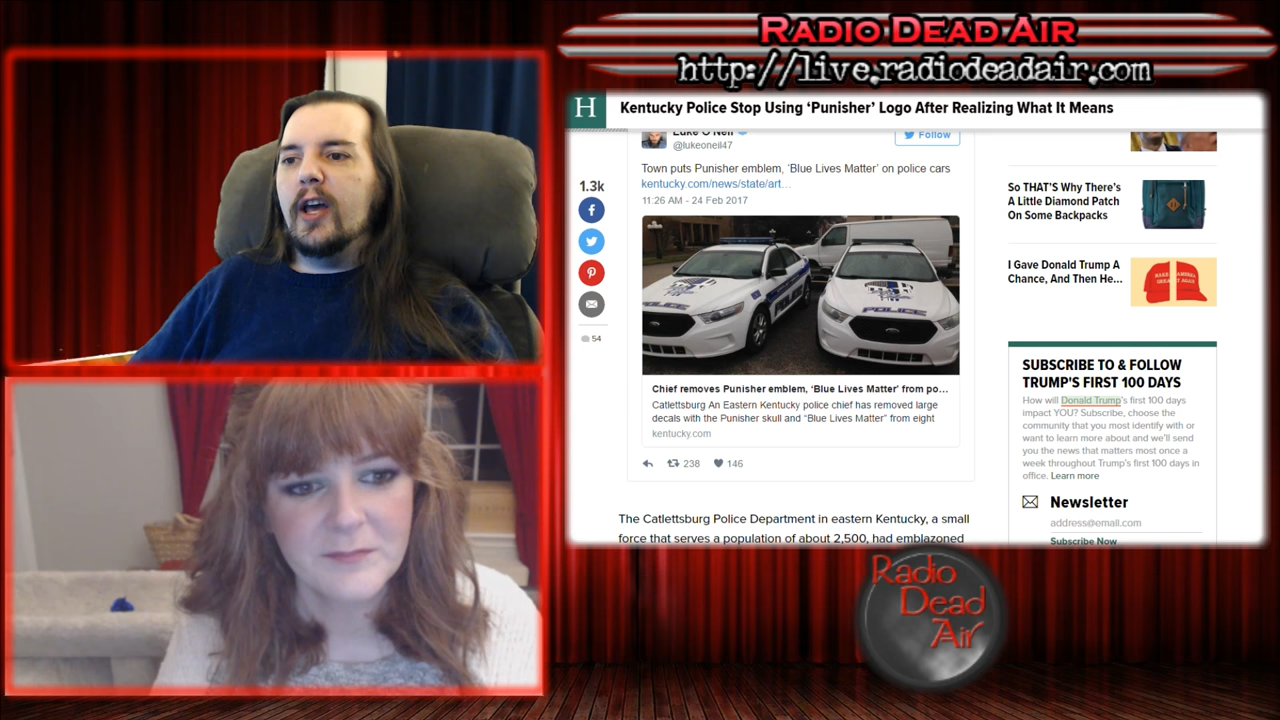 RADIO DEAD AIR
http://live.radiodeadair.com
H
Kentucky Police Stop Using ‘Punisher’ Logo After Realizing What It Means
Luke O'Neil
@lukeoneil47
Follow
Town puts Punisher emblem, ‘Blue Lives Matter’ on police cars
kentucky.com/news/state/art…
11:26 AM - 24 Feb 2017
POLICE
POLICE
Chief removes Punisher emblem, ‘Blue Lives Matter’ from po…
Catlettsburg An Eastern Kentucky police chief has removed large
decals with the Punisher skull and “Blue Lives Matter” from eight
kentucky.com
238
146
1.3k
54
The Catlettsburg Police Department in eastern Kentucky, a small
force that serves a population of about 2,500, had emblazoned
So THAT’S Why There’s
A Little Diamond Patch
On Some Backpacks
I Gave Donald Trump A
Chance, And Then He...
SUBSCRIBE TO & FOLLOW
TRUMP’S FIRST 100 DAYS
How will Donald Trump’s first 100 days
impact YOU? Subscribe, choose the
community that you most identify with or
want to learn more about and we’ll send
you the news that matters most once a
week throughout Trump’s first 100 days in
office. Learn more
Newsletter
address@email.com
Subscribe Now
Radio
Dead
Air